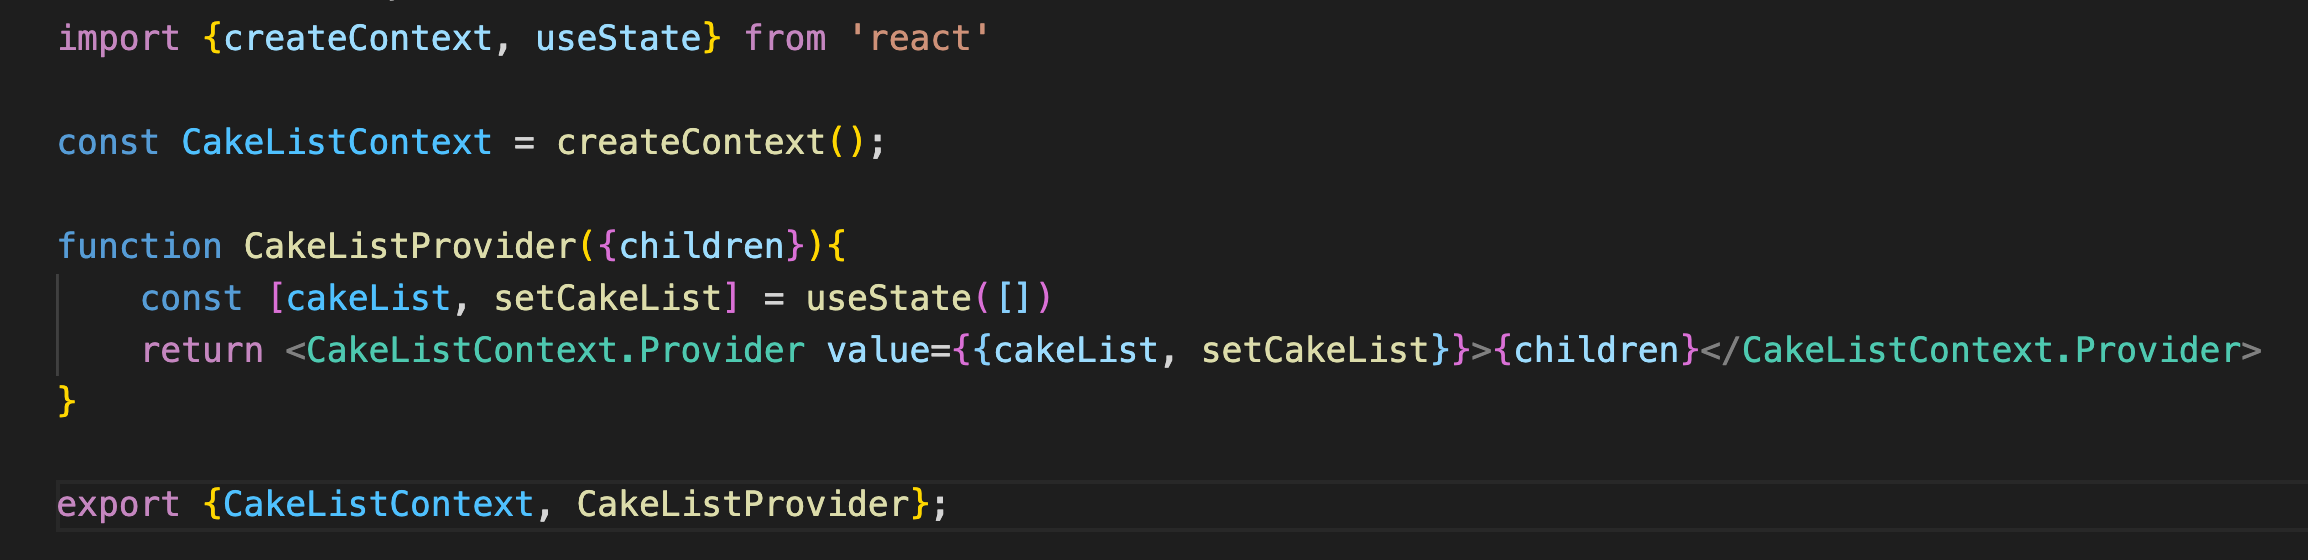 import {createContext, useState} from 'react'
const CakeListContext = createContext();
function CakeListProvider({children}){
    const [cakeList, setCakeList] = useState([])
    return <CakeListContext.Provider value={{cakeList, setCakeList}}>{children}</CakeListContext.Provider>
}
export {CakeListContext, CakeListProvider};